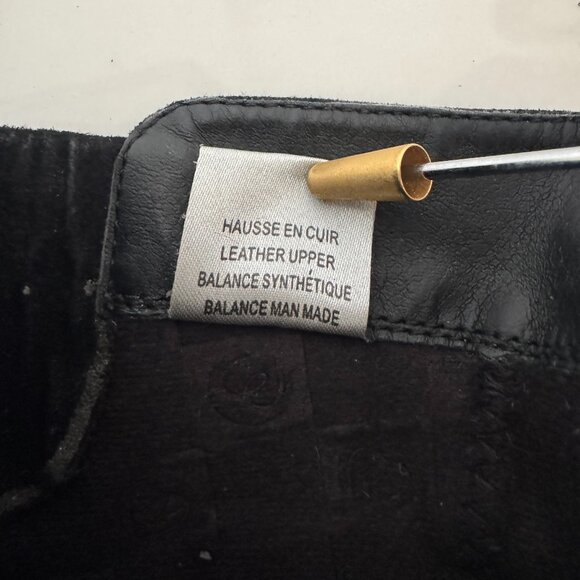 HAUSSE EN CUIR
LEATHER UPPER
BALANCE SYNTHÉTIQUE
BALANCE MAN MADE